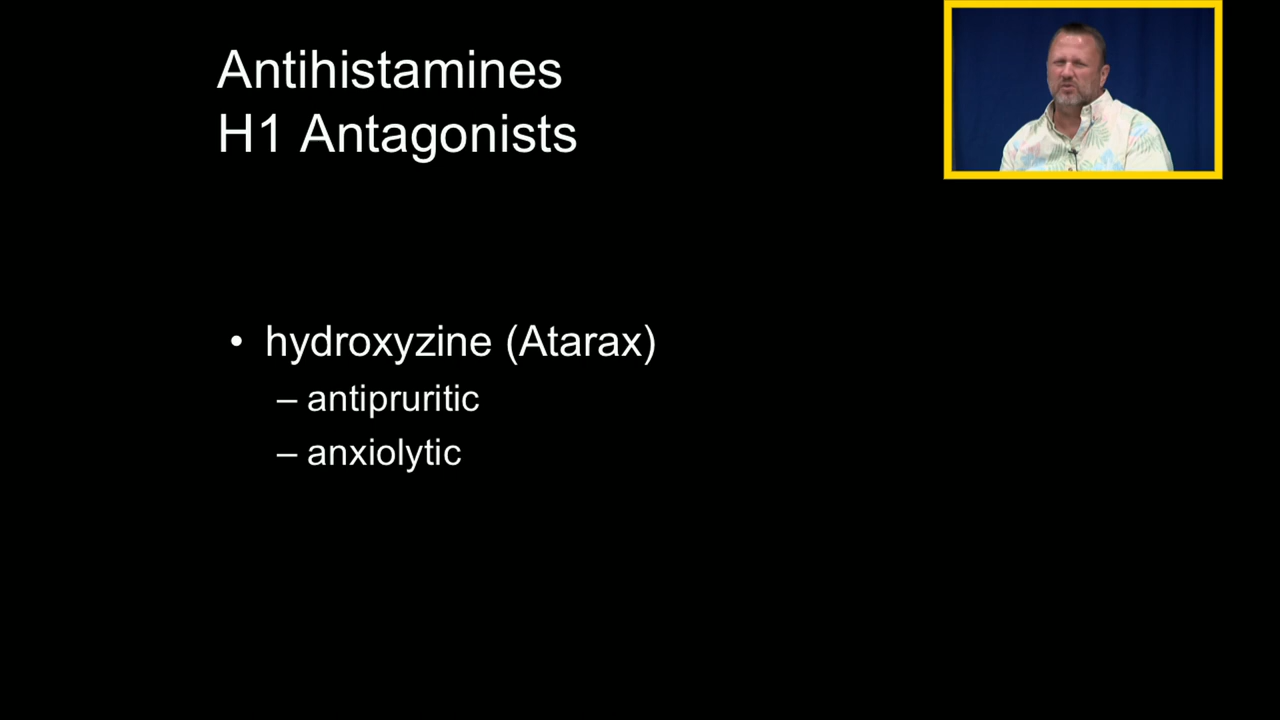 Antihistamines
H1 Antagonists
• hydroxyzine (Atarax)
– antipruritic
– anxiolytic